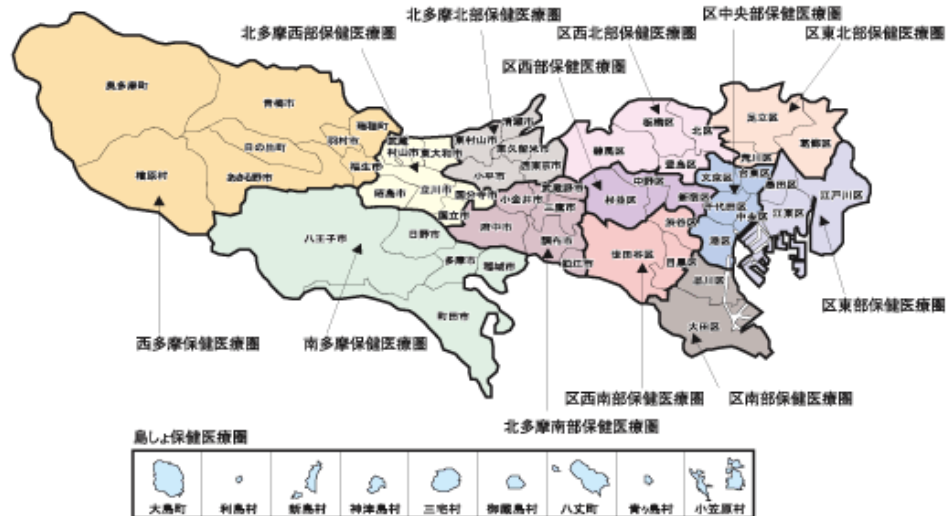 北多摩北部保健医療圏
区中央部保健医療圏
北多摩西部保健医療圏
区西北部保健医療圏
区東北部保健医療圏
区西部保健医療圏
奥多摩町
青梅市
瑞穂町
羽村市
日の出町
福生市
檜原村
あきる野市
武蔵
村山市
東大和市
東村山市
清瀬市
東久留米市
小平市
西東京市
昭島市
立川市
国分寺市
国立市
小金井市
武蔵野市
三鷹市
府中市
調布市
狛江市
八王子市
日野市
多摩市
稲城市
町田市
練馬区
板橋区
北区
豊島区
中野区
杉並区
新宿区
足立区
葛飾区
荒川区
文京区
台東区
墨田区
江戸川区
千代田区
中央区
江東区
港区
渋谷区
世田谷区
目黒区
品川区
大田区
区東部保健医療圏
西多摩保健医療圏
南多摩保健医療圏
区西南部保健医療圏
区南部保健医療圏
北多摩南部保健医療圏
島しょ保健医療圏
大島町
利島村
新島村
神津島村
三宅村
御蔵島村
八丈町
青ヶ島村
小笠原村